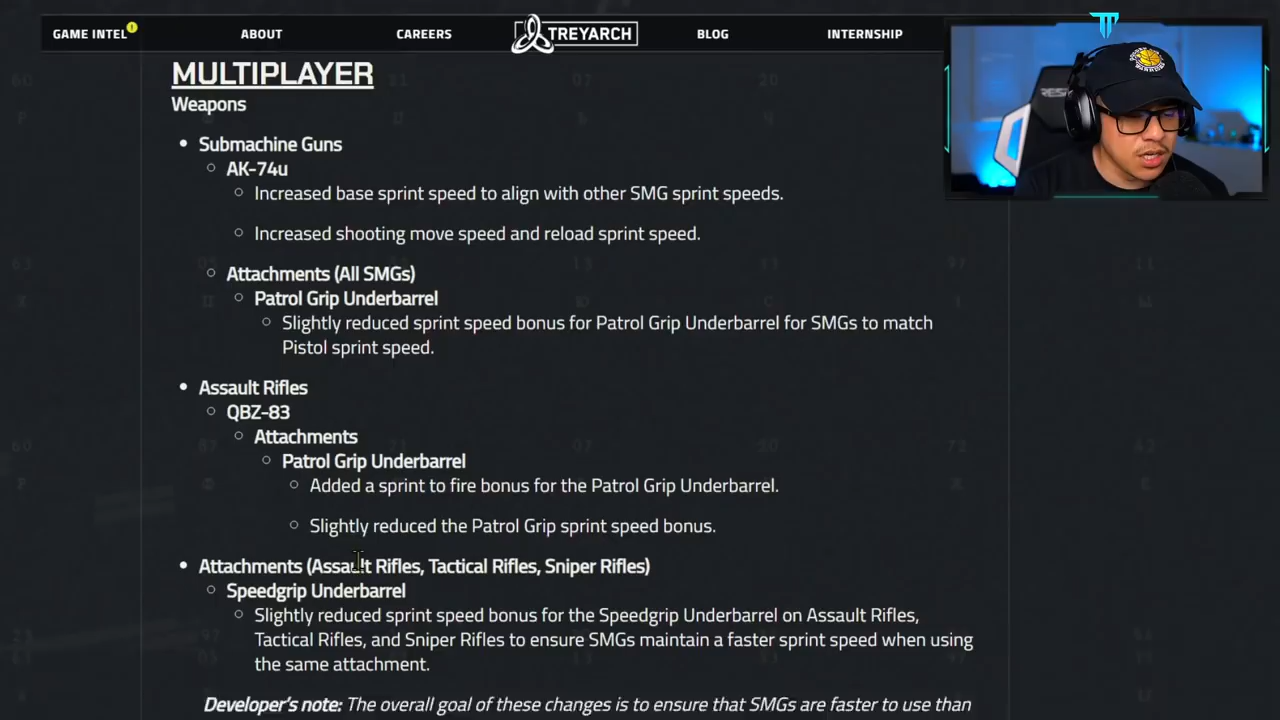 GAME INTEL
ABOUT
CAREERS
TREYARCH
BLOG
INTERNSHIP
MULTIPLAYER
Weapons
Submachine Guns
AK-74u
Increased base sprint speed to align with other SMG sprint speeds.
Increased shooting move speed and reload sprint speed.
Attachments (All SMGs)
Patrol Grip Underbarrel
Slightly reduced sprint speed bonus for Patrol Grip Underbarrel for SMGs to match
Pistol sprint speed.
Assault Rifles
QBZ-83
Attachments
Patrol Grip Underbarrel
Added a sprint to fire bonus for the Patrol Grip Underbarrel.
Slightly reduced the Patrol Grip sprint speed bonus.
Attachments (Assault Rifles, Tactical Rifles, Sniper Rifles)
Speedgrip Underbarrel
Slightly reduced sprint speed bonus for the Speedgrip Underbarrel on Assault Rifles,
Tactical Rifles, and Sniper Rifles to ensure SMGs maintain a faster sprint speed when using
the same attachment.
Developer's note: The overall goal of these changes is to ensure that SMGs are faster to use than